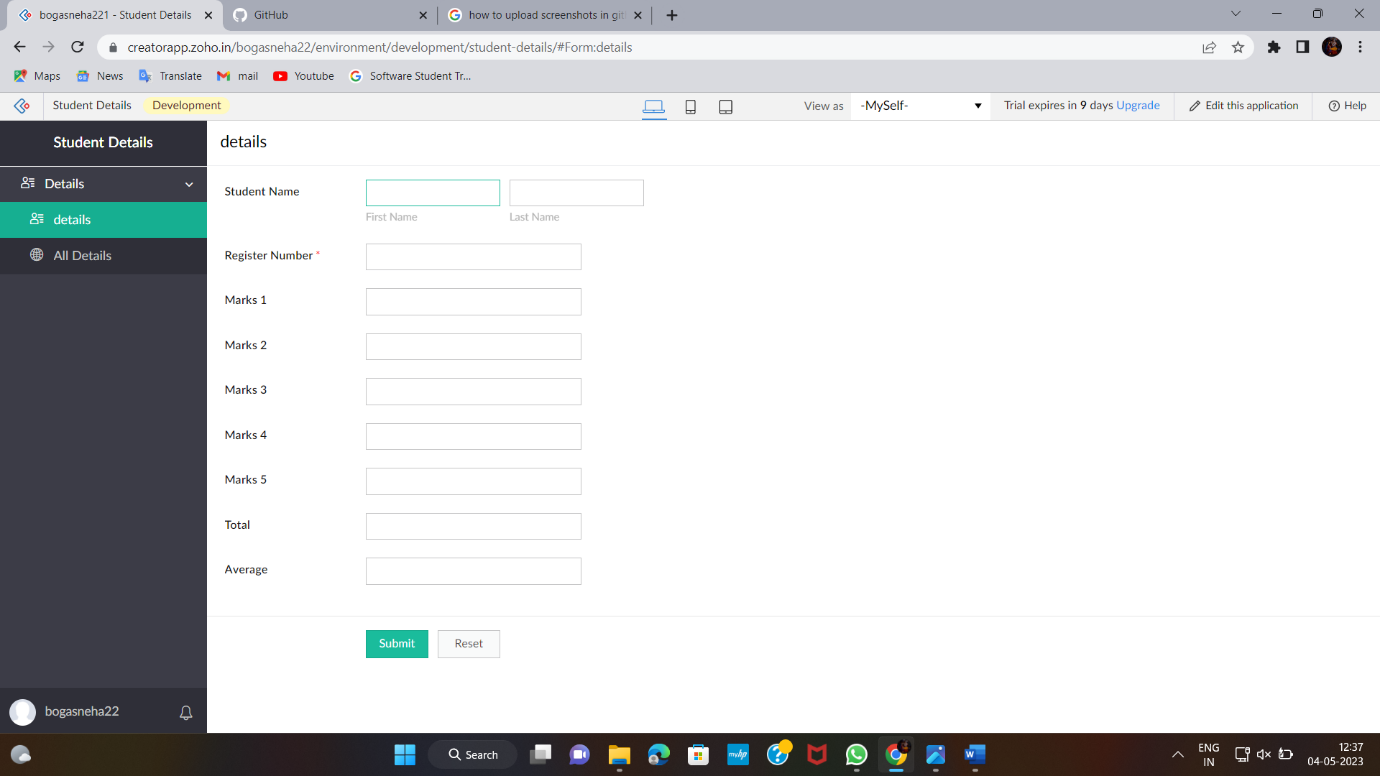 bogasneha221 - Student Details
GitHub
how to upload screenshots in git
creatorapp.zoho.in/bogasneha22/environment/development/student-details/#Form:details
Maps
News
Translate
mail
Youtube
Software Student Tr...
Student Details
Development
View as
-MySelf-
Trial expires in 9 days Upgrade
Edit this application
Help
Student Details
details
Details
details
All Details
Student Name
First Name
Last Name
Register Number *
Marks 1
Marks 2
Marks 3
Marks 4
Marks 5
Total
Average
Submit
Reset
bogasneha22
Search
myhp
ENG
IN
12:37
04-05-2023